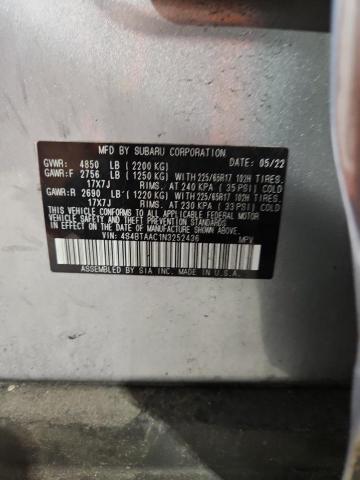 MFD BY SUBARU CORPORATION
GVWR: 4850 LB (2200 KG) DATE: 05/22
GAWR:F 2756 LB (1250 KG) WITH 225/65R17 102H TIRES.
17X7J RIMS. AT 240 KPA (35 PSI) COLD
GAWR:R 2690 LB (1220 KG) WITH 225/65R17 102H TIRES.
17X7J RIMS. AT 230 KPA (33 PSI) COLD
THIS VEHICLE CONFORMS TO ALL APPLICABLE FEDERAL MOTOR
VEHICLE SAFETY, BUMPER, AND THEFT PREVENTION STANDARDS
IN EFFECT ON THE DATE OF MANUFACTURE SHOWN ABOVE.
VIN: 4S4BTAAC1N3252436 MPV
ASSEMBLED BY SIA INC. IN U.S.A.